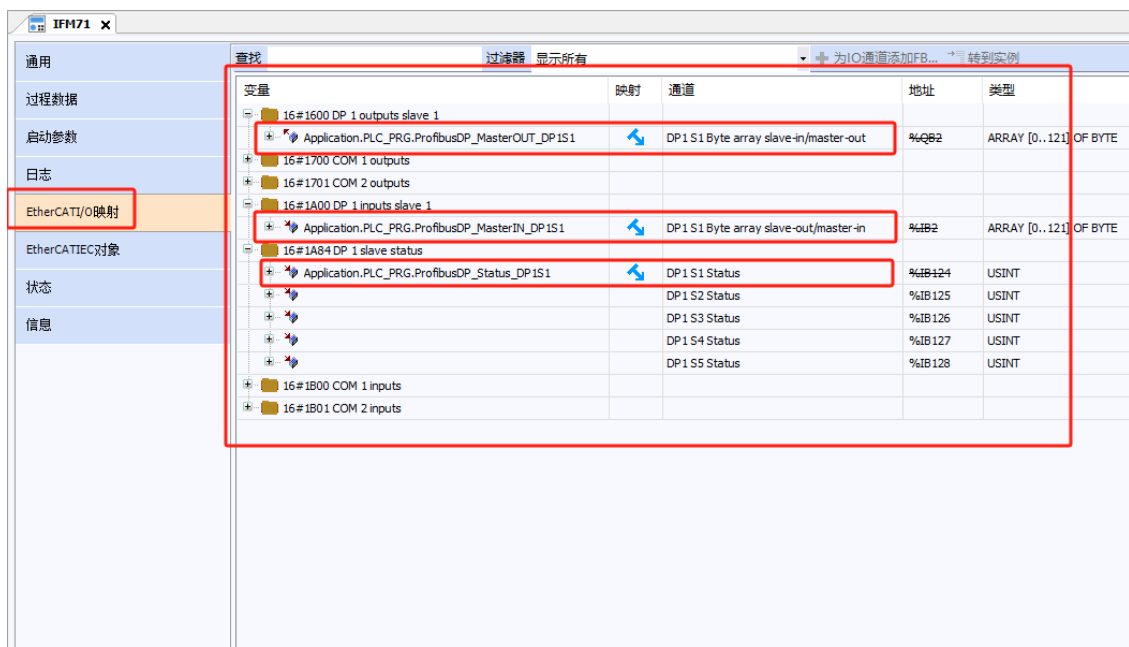 IFM71 x
通用
过程数据
启动参数
日志
EtherCATI/O映射
EtherCATIEC对象
状态
信息
查找 过滤器 显示所有 为IO通道添加FB... 转到实例
变量 映射 通道 地址 类型
16#1600 DP 1 outputs slave 1
Application.PLC_PRG.ProfibusDP_MasterOUT_DP1S1 DP1 S1 Byte array slave-in/master-out %QB2 ARRAY [0..121] OF BYTE
16#1700 COM 1 outputs
16#1701 COM 2 outputs
16#1A00 DP 1 inputs slave 1
Application.PLC_PRG.ProfibusDP_MasterIN_DP1S1 DP1 S1 Byte array slave-out/master-in %IB2 ARRAY [0..121] OF BYTE
16#1A84 DP 1 slave status
Application.PLC_PRG.ProfibusDP_Status_DP1S1 DP1 S1 Status %IB124 USINT
DP1 S2 Status %IB125 USINT
DP1 S3 Status %IB126 USINT
DP1 S4 Status %IB127 USINT
DP1 S5 Status %IB128 USINT
16#1B00 COM 1 inputs
16#1B01 COM 2 inputs